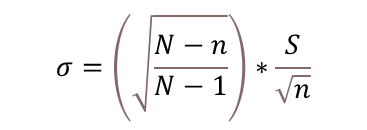 σ = (√((N − n)/(N − 1))) * S/√n